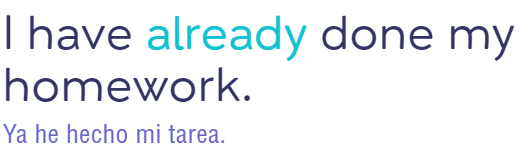 I have already done my
homework.
Ya he hecho mi tarea.